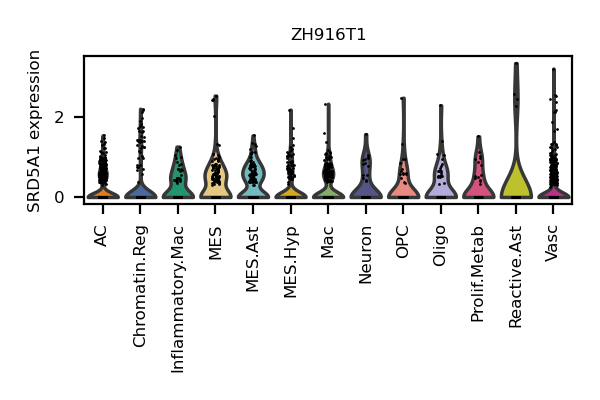 ZH916T1
SRD5A1 expression
2
0
AC
Chromatin.Reg
Inflammatory.Mac
MES
MES.Ast
MES.Hyp
Mac
Neuron
OPC
Oligo
Prolif.Metab
Reactive.Ast
Vasc